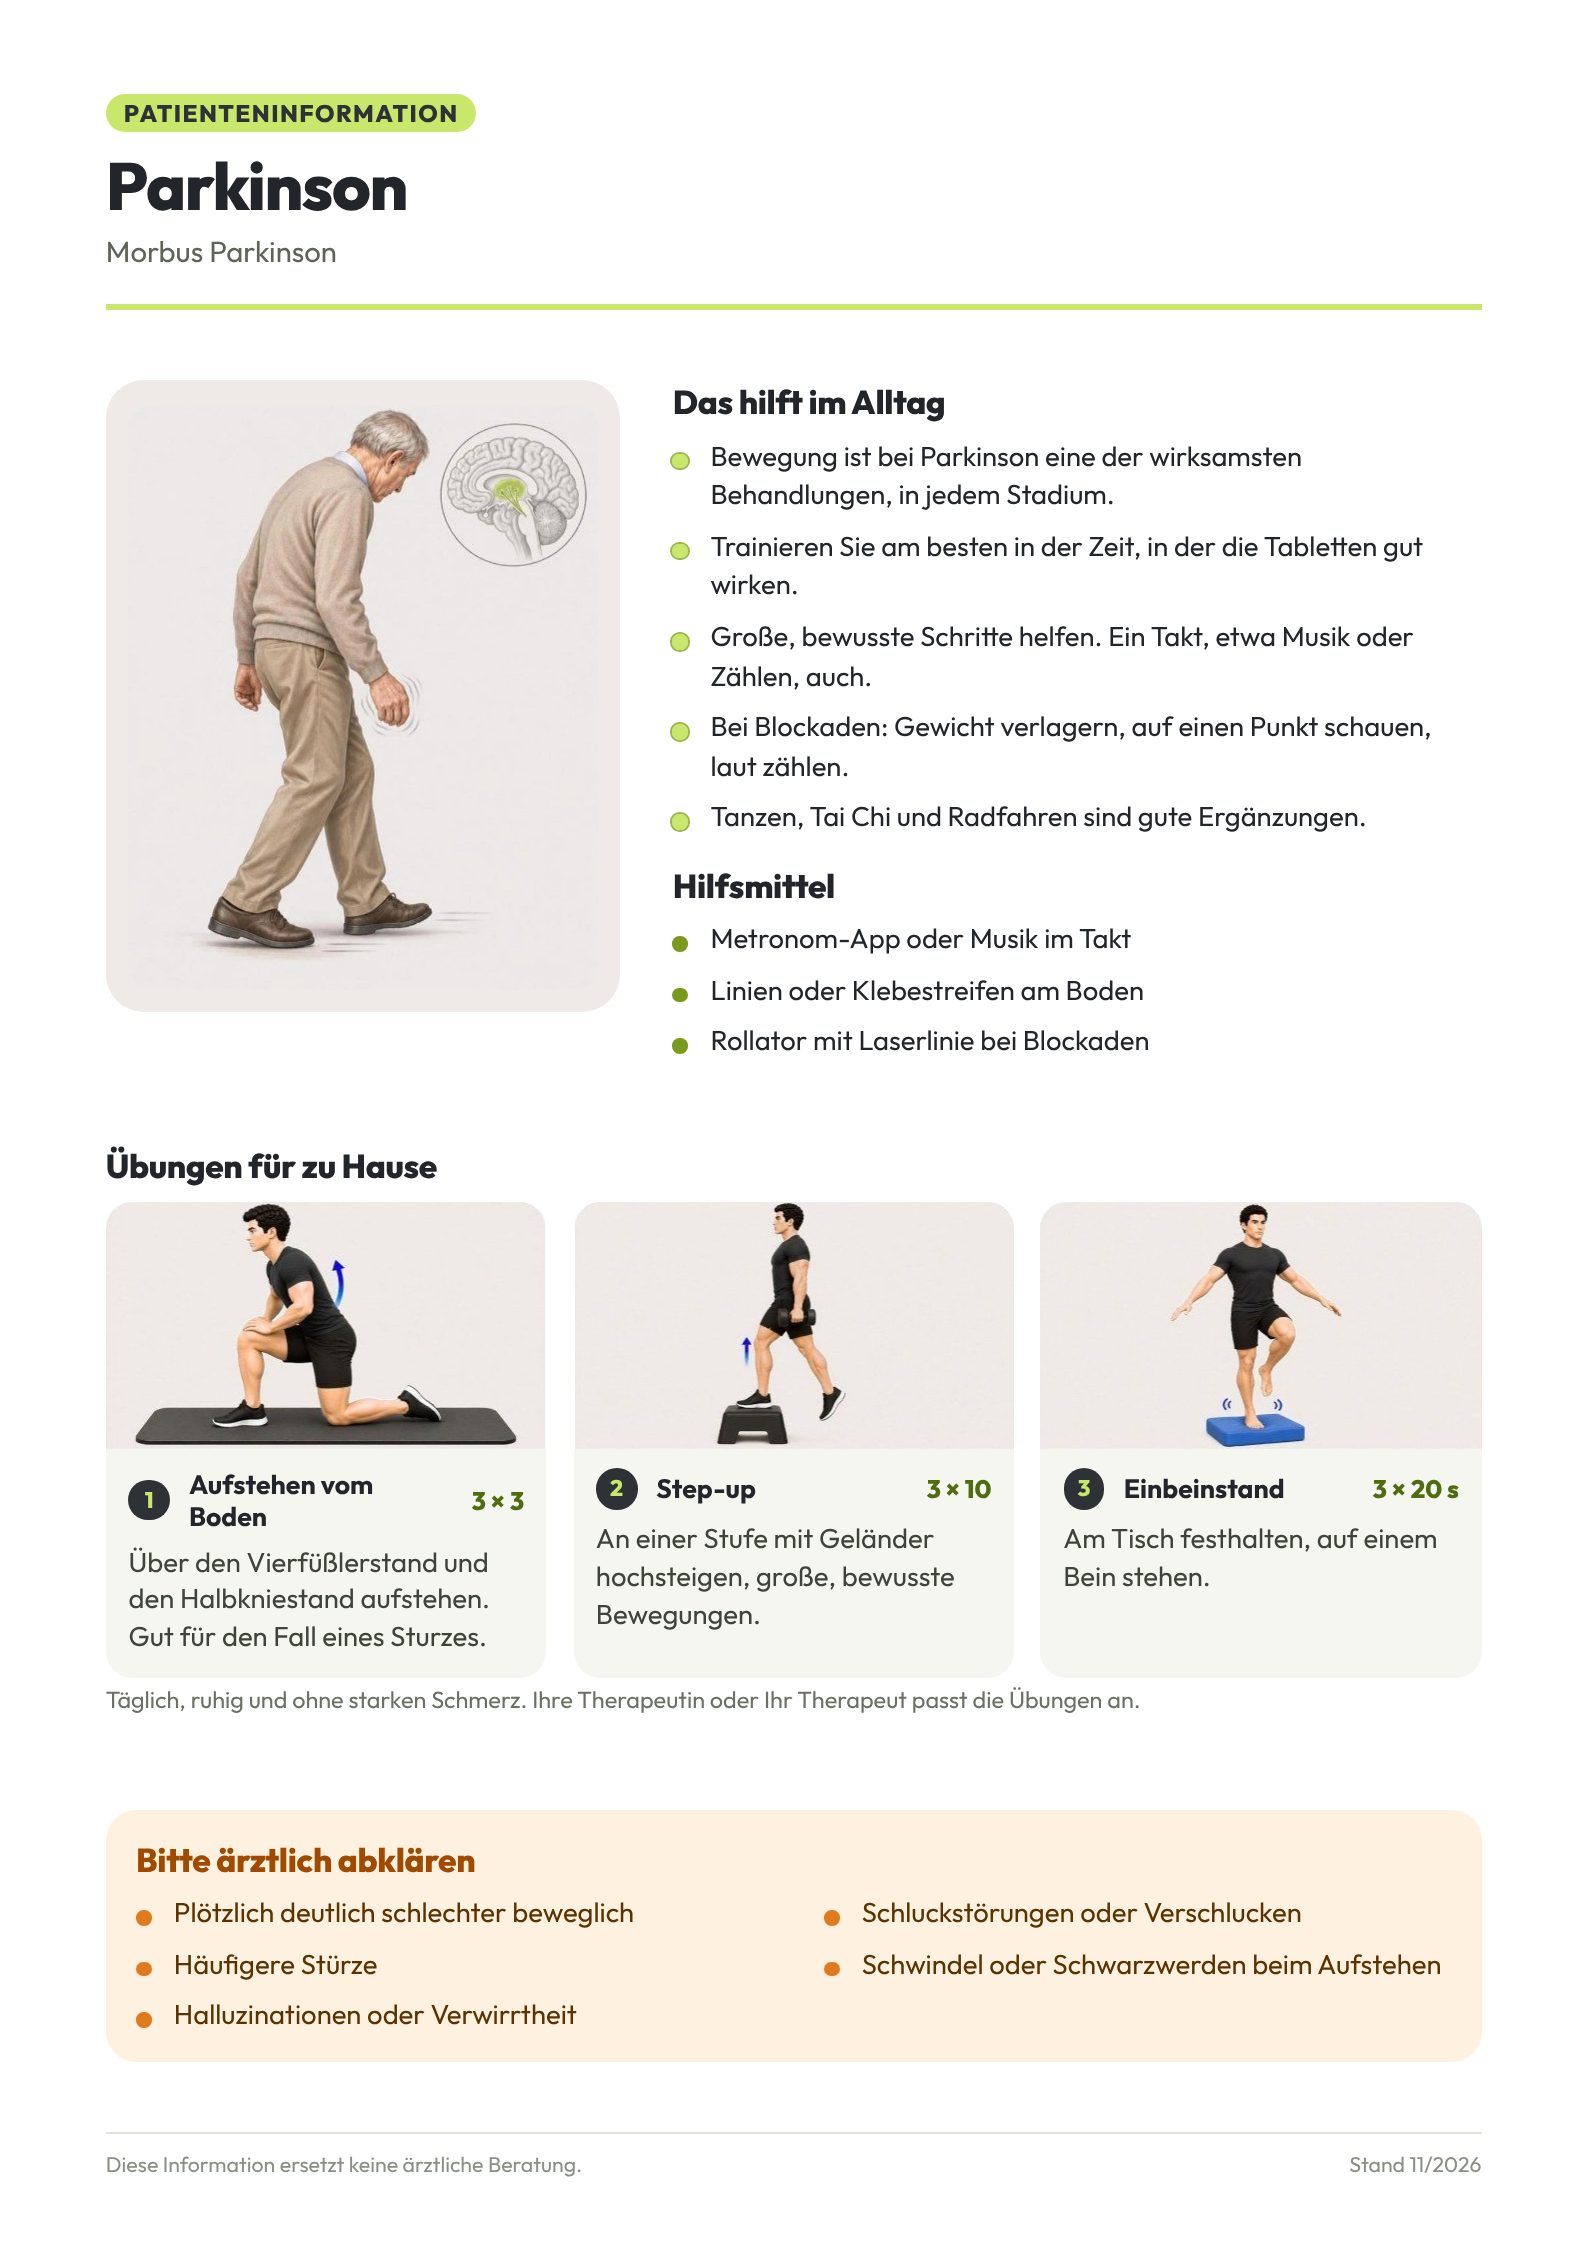 PATIENTENINFORMATION
Parkinson
Morbus Parkinson
Das hilft im Alltag
Bewegung ist bei Parkinson eine der wirksamsten
Behandlungen, in jedem Stadium.
Trainieren Sie am besten in der Zeit, in der die Tabletten gut
wirken.
Große, bewusste Schritte helfen. Ein Takt, etwa Musik oder
Zählen, auch.
Bei Blockaden: Gewicht verlagern, auf einen Punkt schauen,
laut zählen.
Tanzen, Tai Chi und Radfahren sind gute Ergänzungen.
Hilfsmittel
Metronom-App oder Musik im Takt
Linien oder Klebestreifen am Boden
Rollator mit Laserlinie bei Blockaden
Übungen für zu Hause
1 Aufstehen vom
Boden
3 × 3
Über den Vierfüßlerstand und
den Halbkniestand aufstehen.
Gut für den Fall eines Sturzes.
2 Step-up 3 × 10
An einer Stufe mit Geländer
hochsteigen, große, bewusste
Bewegungen.
3 Einbeinstand 3 × 20 s
Am Tisch festhalten, auf einem
Bein stehen.
Täglich, ruhig und ohne starken Schmerz. Ihre Therapeutin oder Ihr Therapeut passt die Übungen an.
Bitte ärztlich abklären
Plötzlich deutlich schlechter beweglich
Häufigere Stürze
Halluzinationen oder Verwirrtheit
Schluckstörungen oder Verschlucken
Schwindel oder Schwarzwerden beim Aufstehen
Diese Information ersetzt keine ärztliche Beratung.
Stand 11/2026